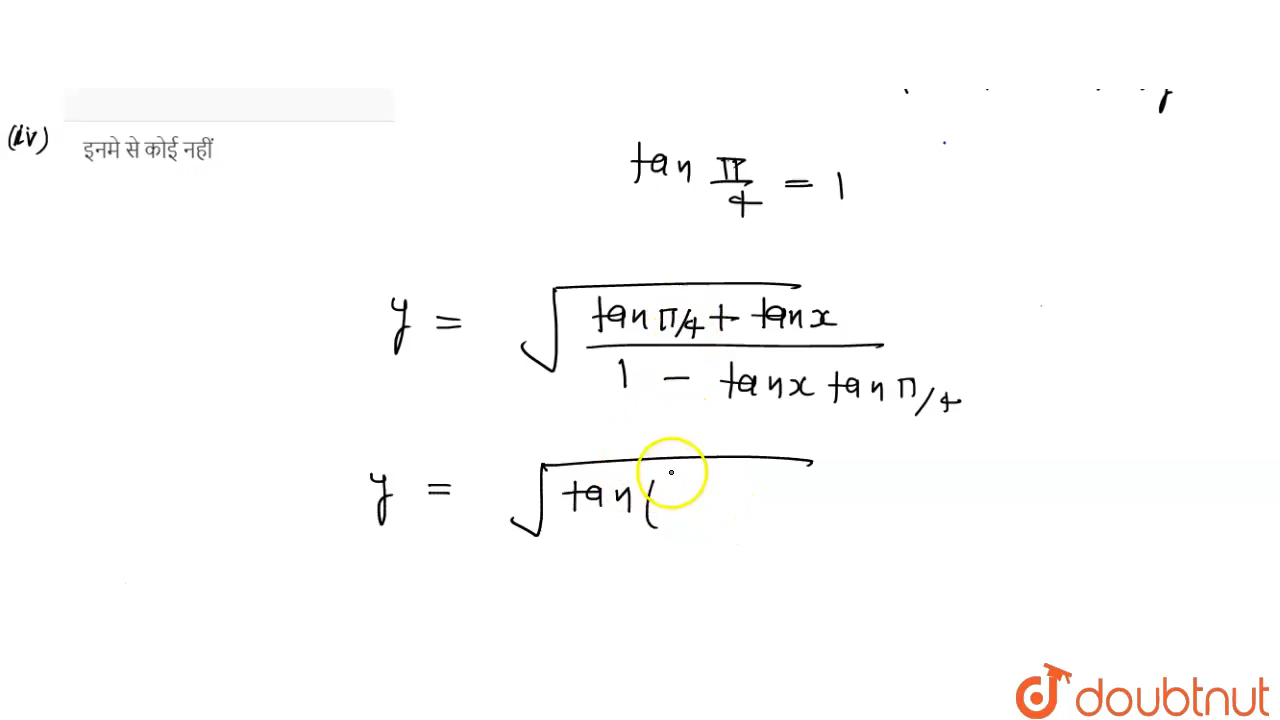 (iv) इनमे से कोई नहीं
tan π/4 = 1
y = √((tan π/4 + tan x)/(1 - tan x tan π/4))
y = √(tan(
doubtnut